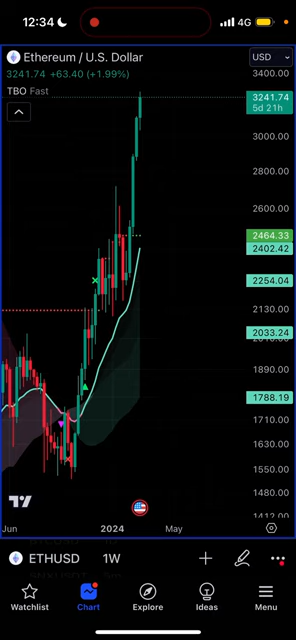 12:34
4G
Ethereum / U.S. Dollar
USD
3241.74 +63.40 (+1.99%)
TBO Fast
3400.00
3241.74
5d 21h
3000.00
2800.00
2600.00
2464.33
2402.42
2254.04
2130.00
2033.24
1890.00
1788.19
1710.00
1630.00
1550.00
1480.00
1412.00
Jun
2024
May
ETHUSD 1W
Watchlist
Chart
Explore
Ideas
Menu